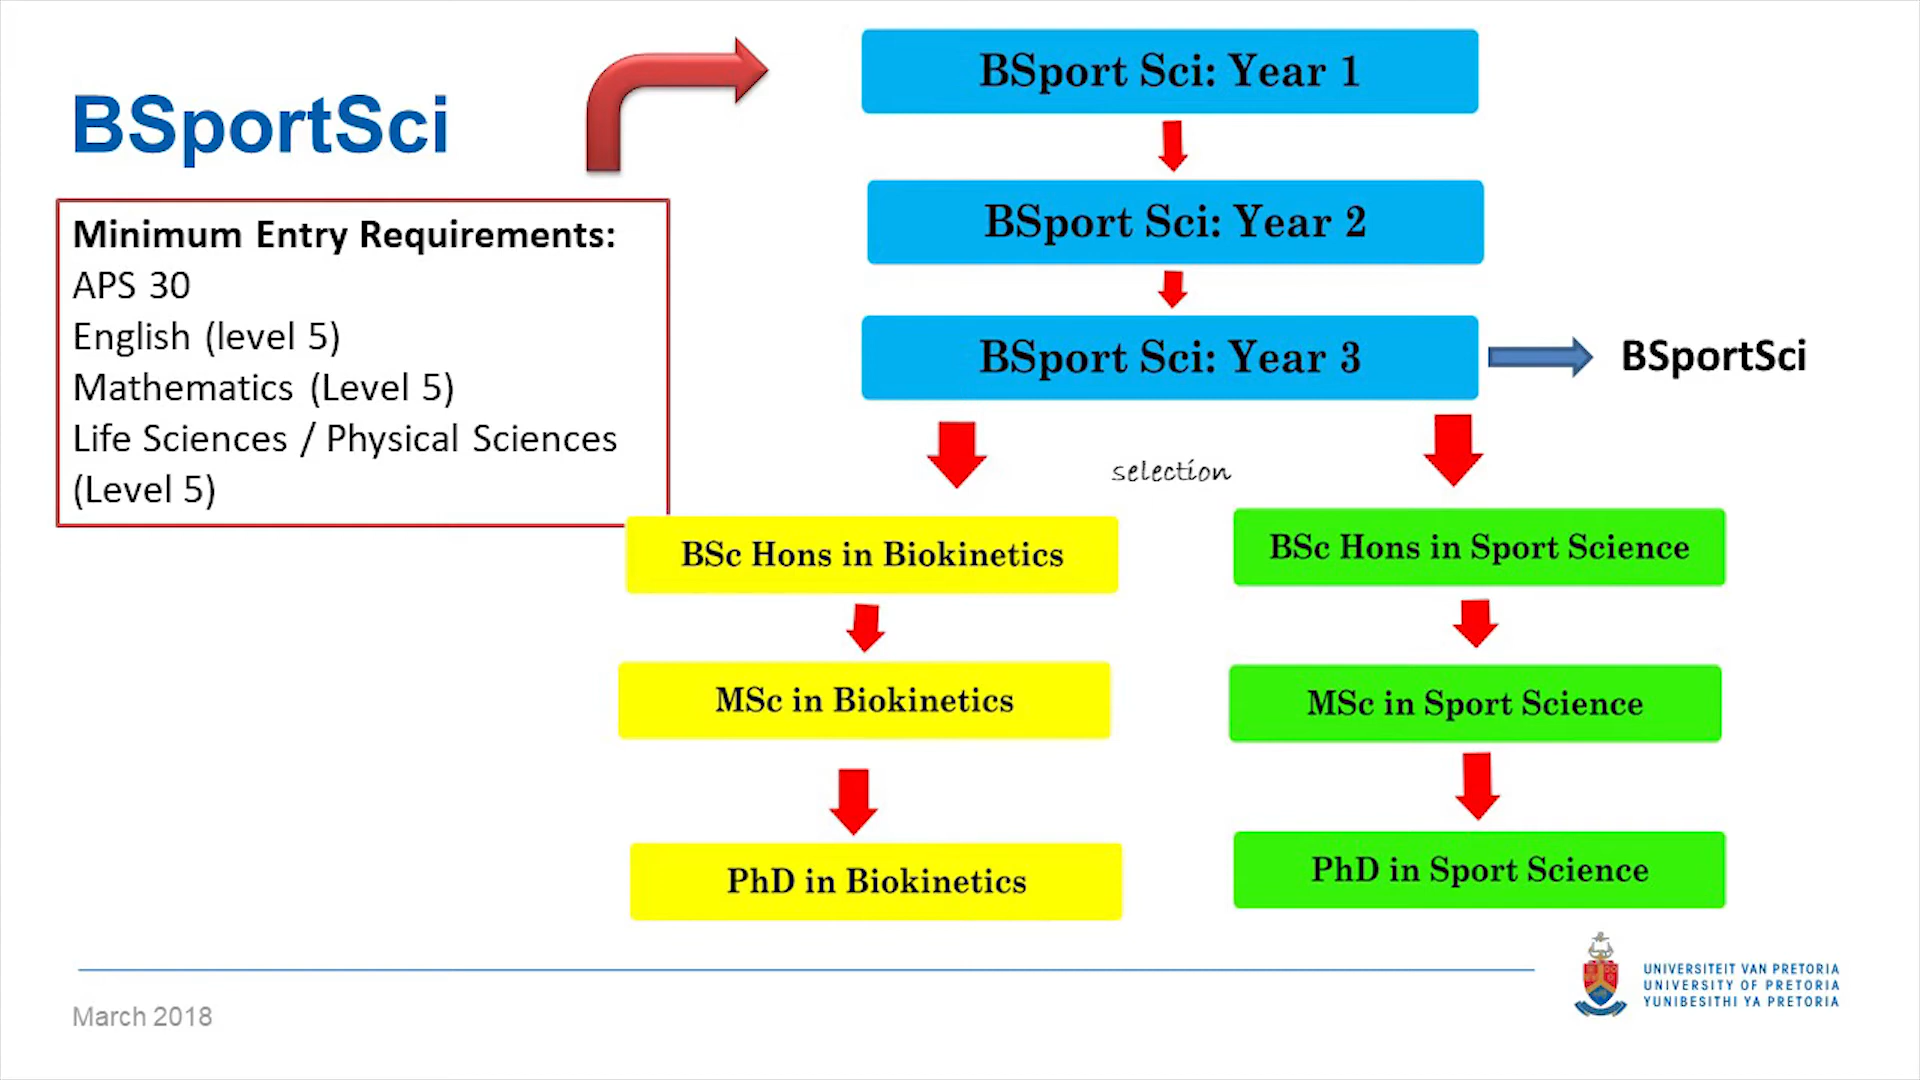 BSportSci
Minimum Entry Requirements:
APS 30
English (level 5)
Mathematics (Level 5)
Life Sciences / Physical Sciences
(Level 5)
BSport Sci: Year 1
BSport Sci: Year 2
BSport Sci: Year 3
BSportSci
selection
BSc Hons in Biokinetics
BSc Hons in Sport Science
MSc in Biokinetics
MSc in Sport Science
PhD in Biokinetics
PhD in Sport Science
March 2018
UNIVERSITEIT VAN PRETORIA
UNIVERSITY OF PRETORIA
YUNIBESITHI YA PRETORIA